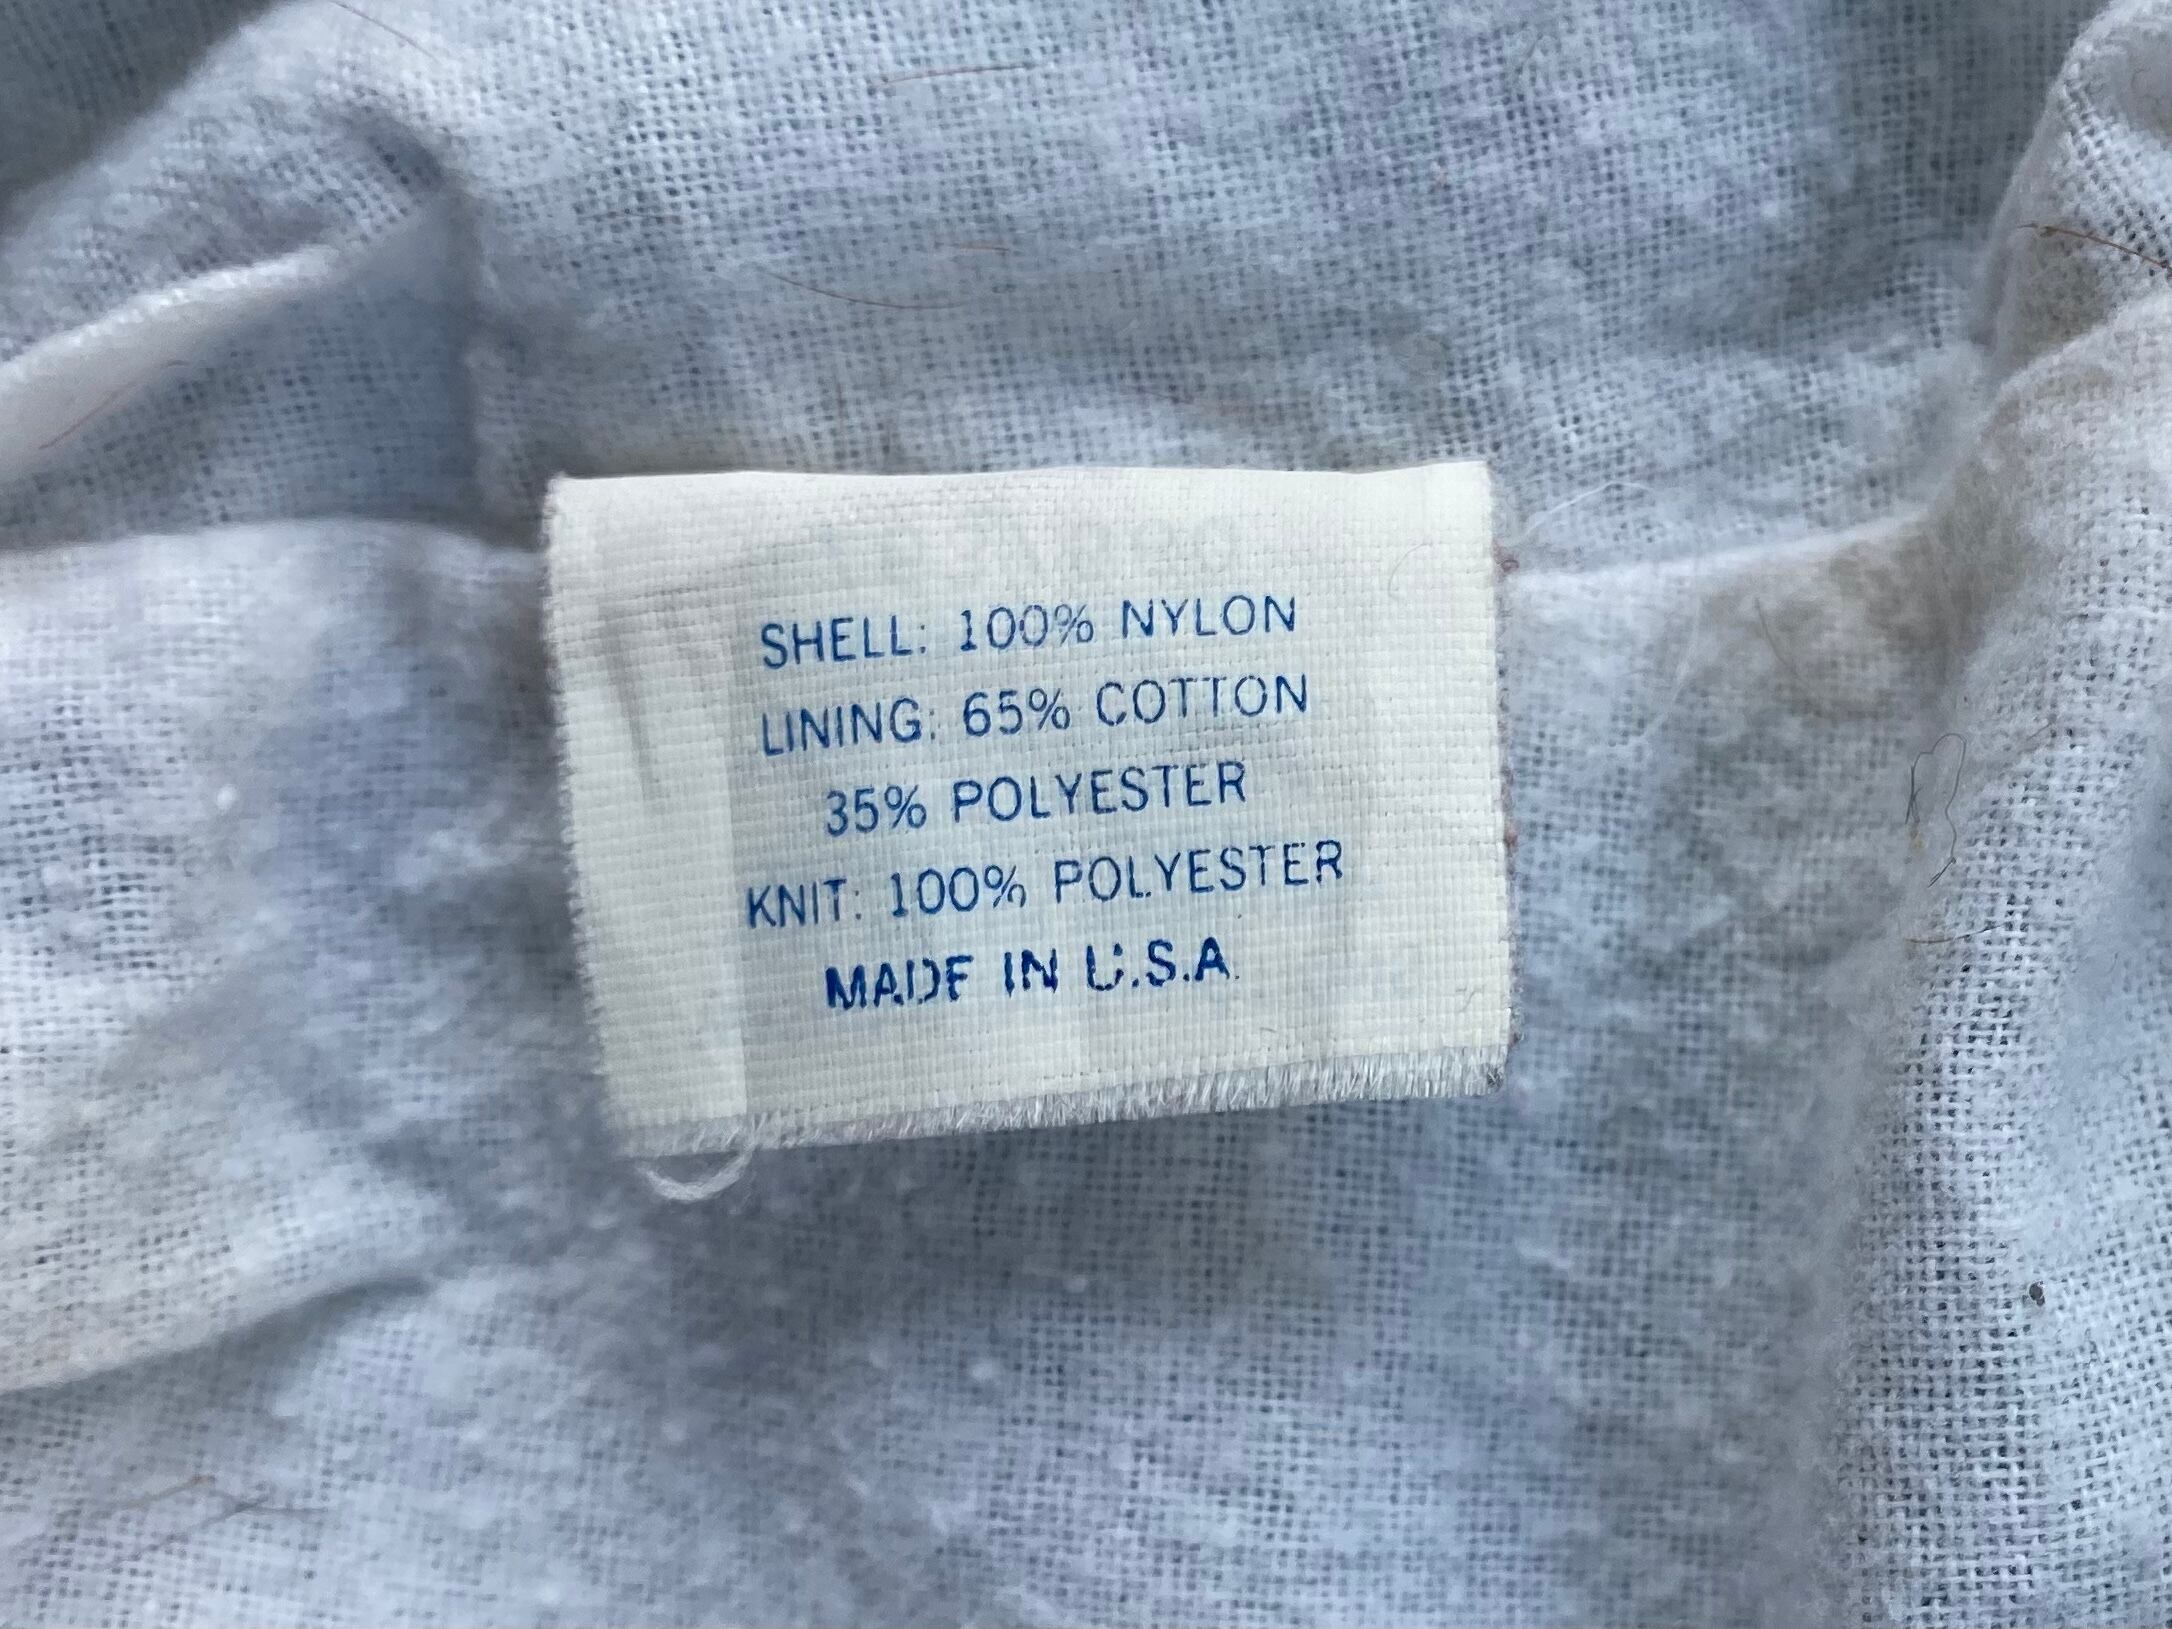 SHELL: 100% NYLON
LINING: 65% COTTON
35% POLYESTER
KNIT: 100% POLYESTER
MADE IN U.S.A.